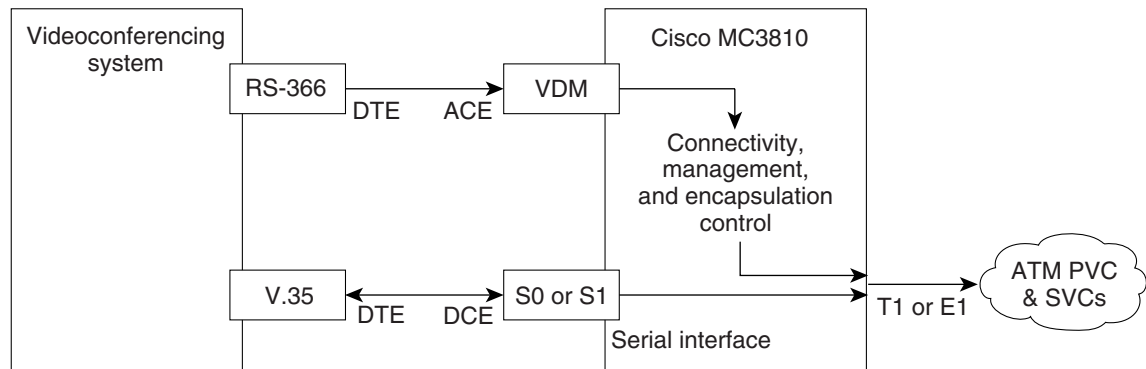 Videoconferencing
system
Cisco MC3810
RS-366
DTE
ACE
VDM
Connectivity,
management,
and encapsulation
control
V.35
DTE
DCE
S0 or S1
Serial interface
T1 or E1
ATM PVC
& SVCs